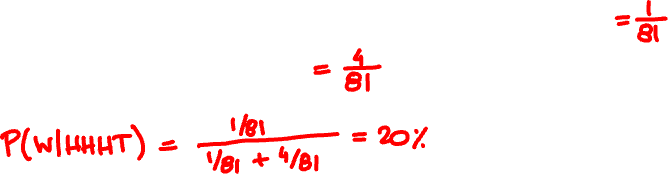 = 1/81
= 4/81
P(W|HHHT) = (1/81)/(1/81 + 4/81) = 20%